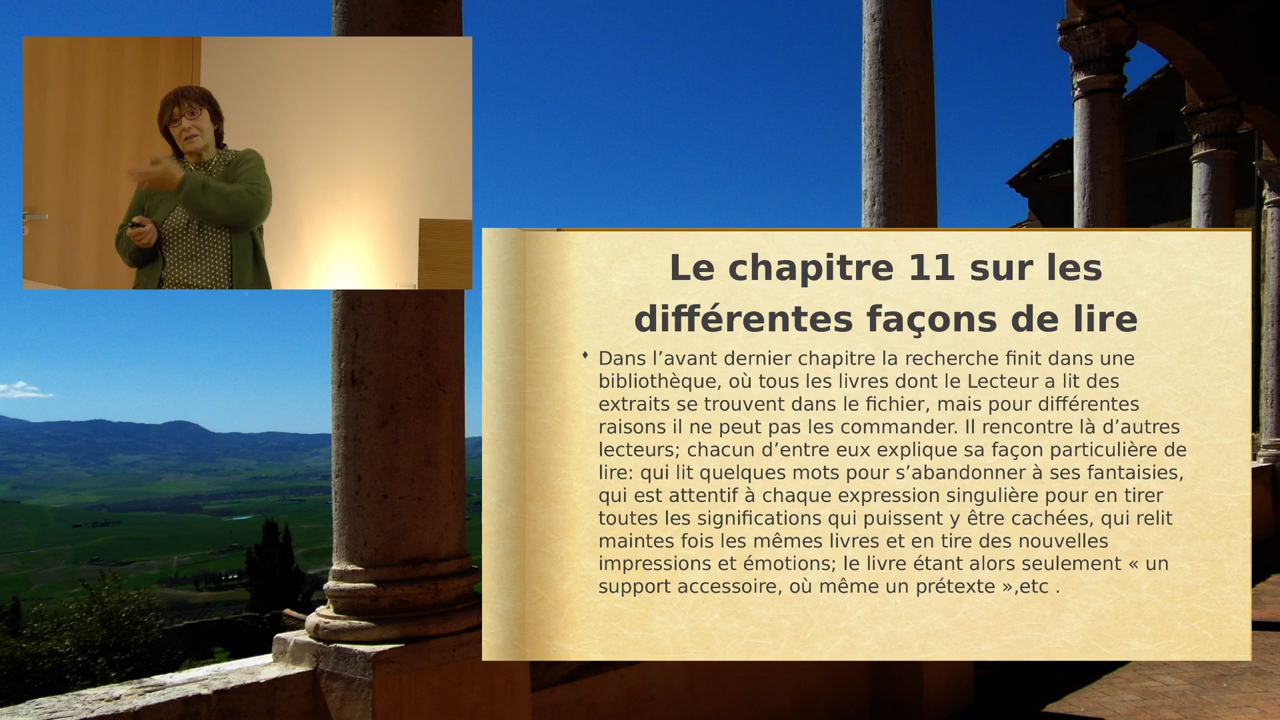 Le chapitre 11 sur les
différentes façons de lire
Dans l’avant dernier chapitre la recherche finit dans une
bibliothèque, où tous les livres dont le Lecteur a lit des
extraits se trouvent dans le fichier, mais pour différentes
raisons il ne peut pas les commander. Il rencontre là d’autres
lecteurs; chacun d’entre eux explique sa façon particulière de
lire: qui lit quelques mots pour s’abandonner à ses fantaisies,
qui est attentif à chaque expression singulière pour en tirer
toutes les significations qui puissent y être cachées, qui relit
maintes fois les mêmes livres et en tire des nouvelles
impressions et émotions; le livre étant alors seulement « un
support accessoire, où même un prétexte »,etc .